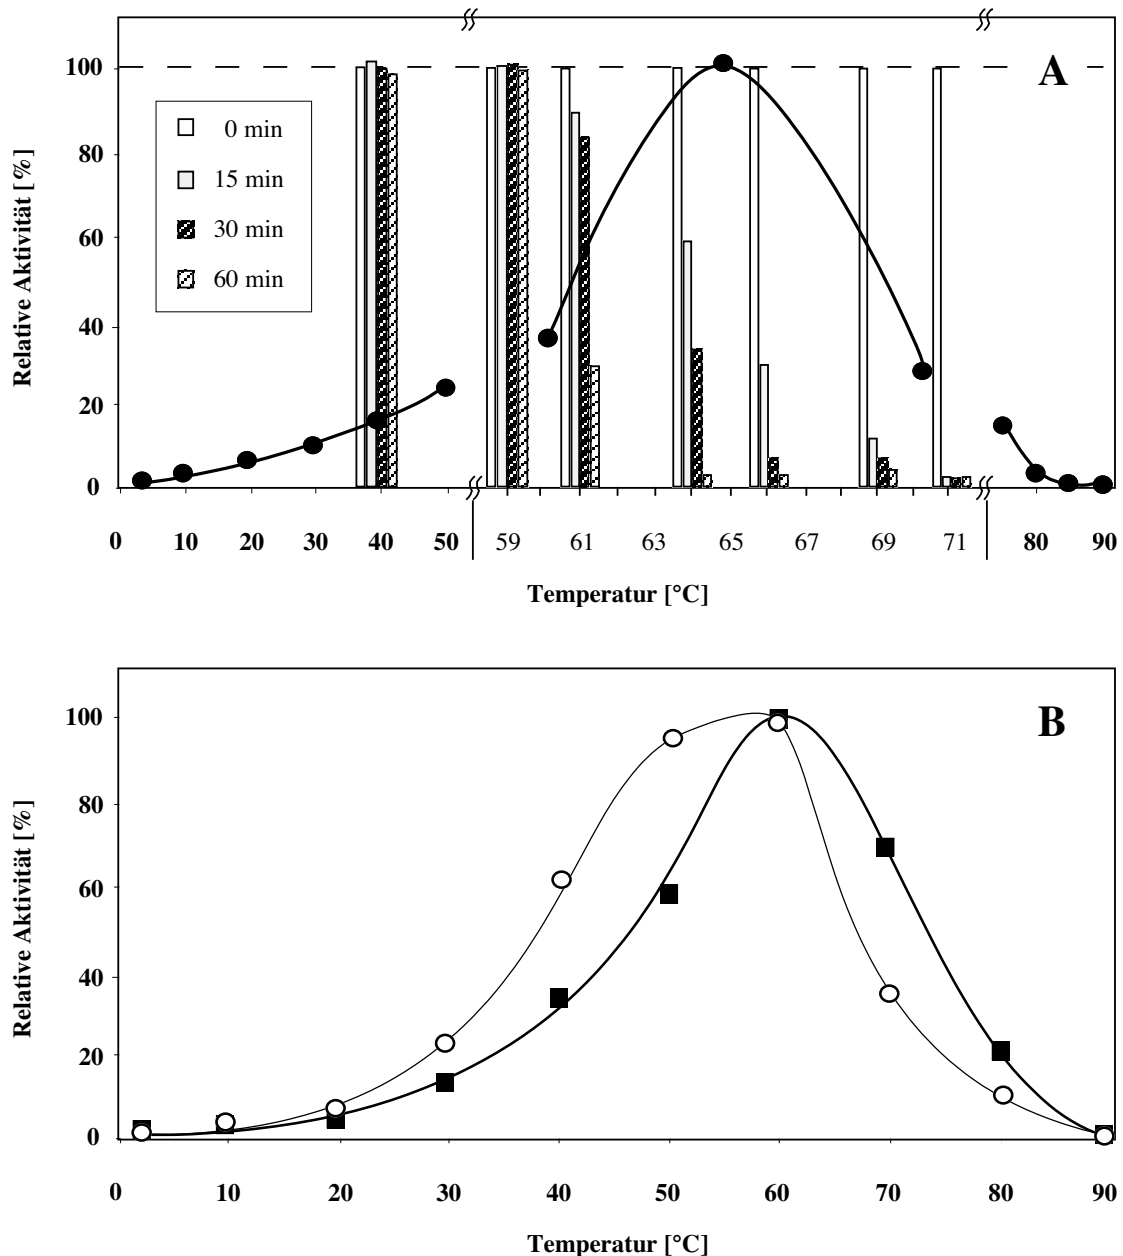 A
100
80
60
40
20
0
Relative Aktivität [%]
0 min
15 min
30 min
60 min
0 10 20 30 40 50 59 61 63 65 67 69 71 80 90
Temperatur [°C]
B
100
80
60
40
20
0
Relative Aktivität [%]
0 10 20 30 40 50 60 70 80 90
Temperatur [°C]